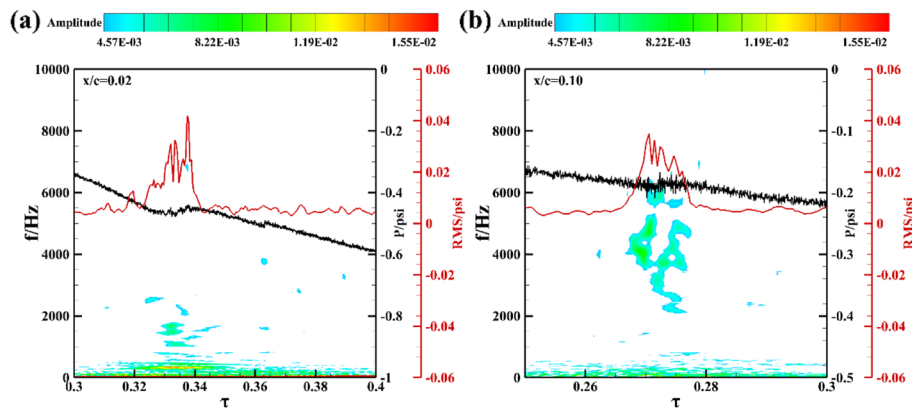 (a)
Amplitude
4.57E-03 8.22E-03 1.19E-02 1.55E-02
x/c=0.02
f/Hz
10000
8000
6000
4000
2000
0
0.3 0.32 0.34 0.36 0.4
τ
0
-0.2
-0.4
-0.6
-0.8
-1
P/psi
0.06
0.04
0.02
0
-0.02
-0.04
-0.06
RMS/psi
(b)
Amplitude
4.57E-03 8.22E-03 1.19E-02 1.55E-02
x/c=0.10
f/Hz
10000
8000
6000
4000
2000
0
0.26 0.28 0.3
τ
0
-0.1
-0.2
-0.3
-0.4
-0.5
P/psi
0.06
0.04
0.02
0
-0.02
-0.04
-0.06
RMS/psi